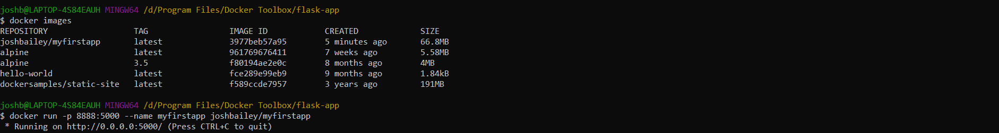 joshb@LAPTOP-4S84EAUH MINGW64 /d/Program Files/Docker Toolbox/flask-app
$ docker images
REPOSITORY TAG IMAGE ID CREATED SIZE
joshbailey/myfirstapp latest 3977beb57a95 5 minutes ago 66.8MB
alpine latest 961769676411 7 weeks ago 5.58MB
alpine 3.5 f80194ae2e0c 8 months ago 4MB
hello-world latest fce289e99eb9 9 months ago 1.84kB
dockersamples/static-site latest f589ccde7957 3 years ago 191MB
joshb@LAPTOP-4S84EAUH MINGW64 /d/Program Files/Docker Toolbox/flask-app
$ docker run -p 8888:5000 --name myfirstapp joshbailey/myfirstapp
* Running on http://0.0.0.0:5000/ (Press CTRL+C to quit)